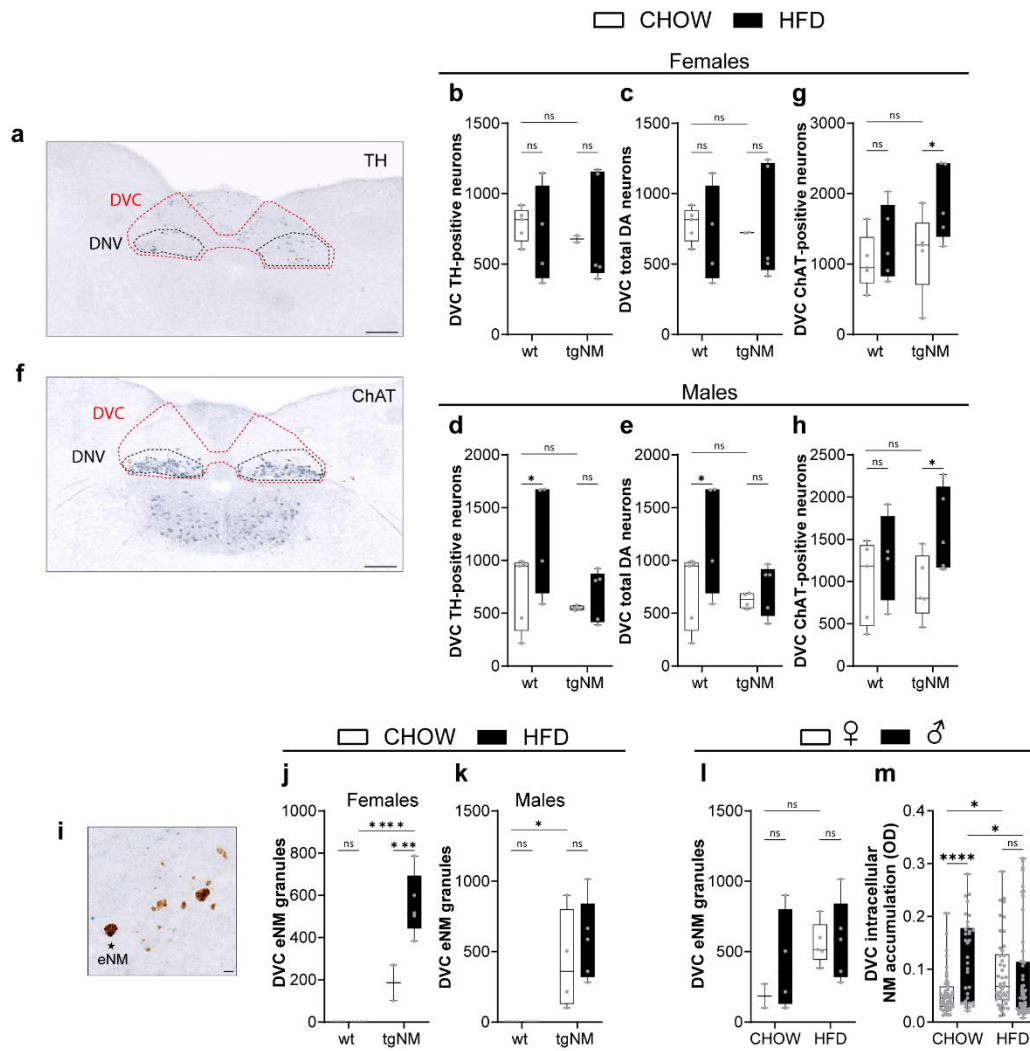 CHOW HFD
Females
a
TH
DVC
DNV
b
ns
ns ns
DVC TH-positive neurons
1500
1000
500
0
wt tgNM
c
ns
ns ns
DVC total DA neurons
1500
1000
500
0
wt tgNM
g
ns
ns *
DVC ChAT-positive neurons
3000
2000
1000
0
wt tgNM
f
ChAT
DVC
DNV
Males
d
ns
* ns
DVC TH-positive neurons
2000
1500
1000
500
0
wt tgNM
e
ns
* ns
DVC total DA neurons
2000
1500
1000
500
0
wt tgNM
h
ns
ns *
DVC ChAT-positive neurons
2500
2000
1500
1000
500
0
wt tgNM
CHOW HFD
♀ ♂
i
★
eNM
j
Females
****
ns ***
DVC eNM granules
1000
800
600
400
200
0
wt tgNM
k
Males
*
ns ns
DVC eNM granules
1500
1000
500
0
wt tgNM
l
ns
ns ns
DVC eNM granules
1500
1000
500
0
CHOW HFD
m
*
*
**** ns
DVC intracellular
NM accumulation (OD)
0.4
0.3
0.2
0.1
0.0
CHOW HFD